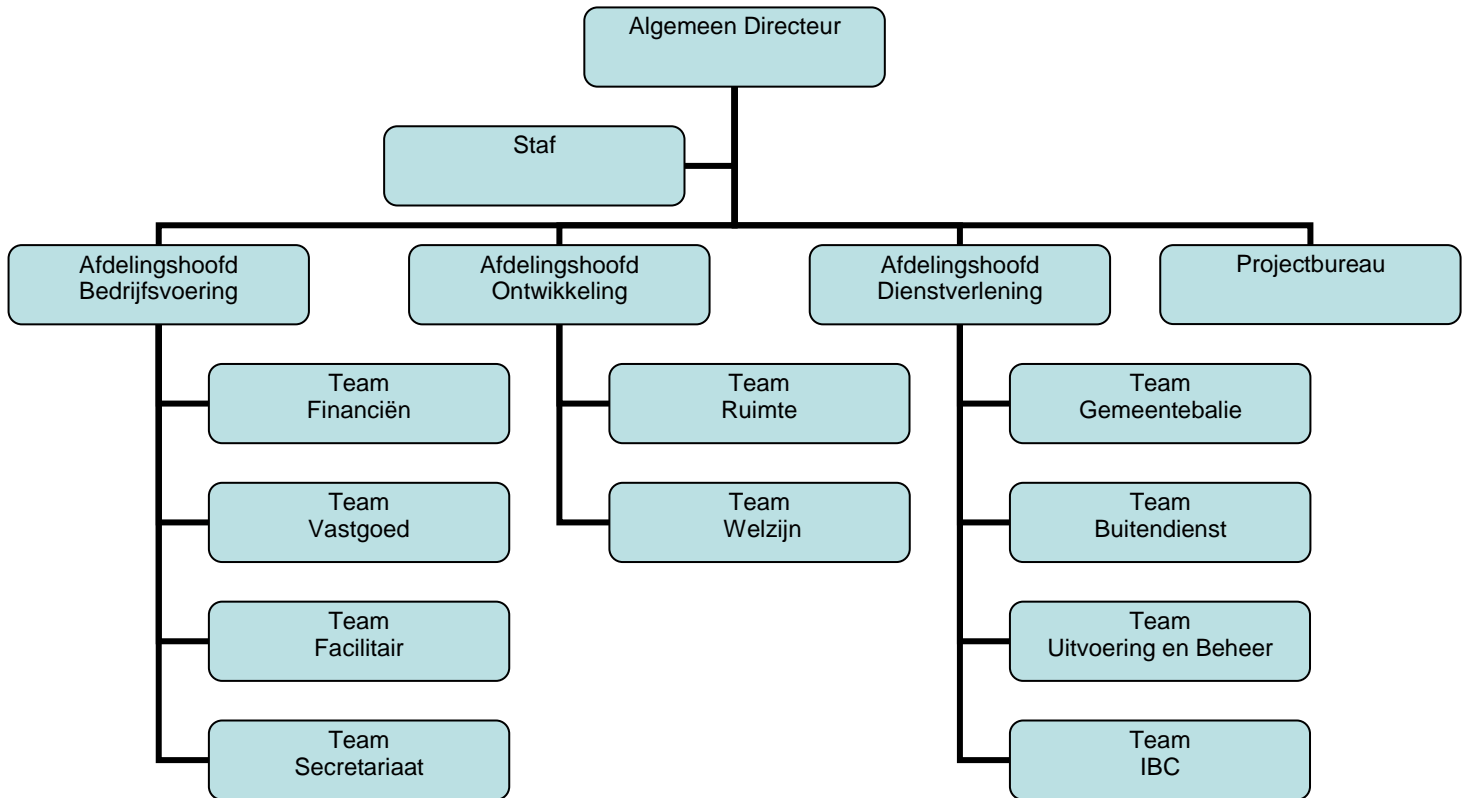 Algemeen Directeur
Staf
Afdelingshoofd
Bedrijfsvoering
Afdelingshoofd
Ontwikkeling
Afdelingshoofd
Dienstverlening
Projectbureau
Team
Financiën
Team
Ruimte
Team
Gemeentebalie
Team
Vastgoed
Team
Welzijn
Team
Buitendienst
Team
Facilitair
Team
Uitvoering en Beheer
Team
Secretariaat
Team
IBC